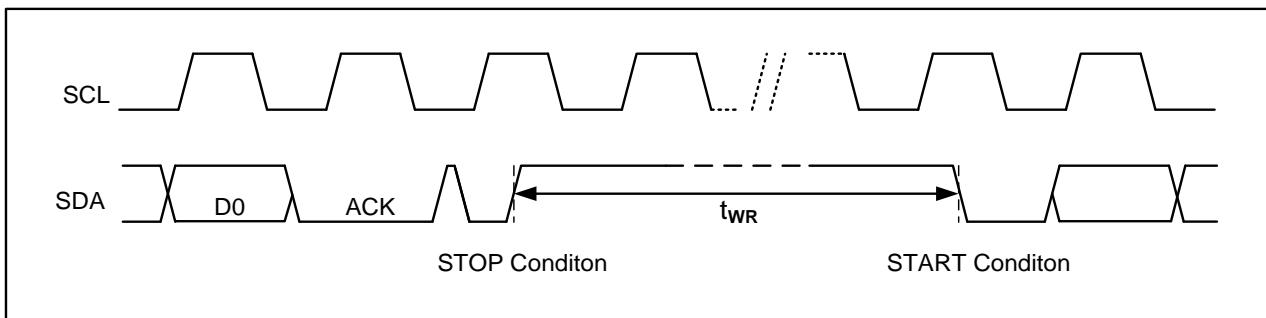 SCL
SDA
D0
ACK
tWR
STOP Conditon
START Conditon